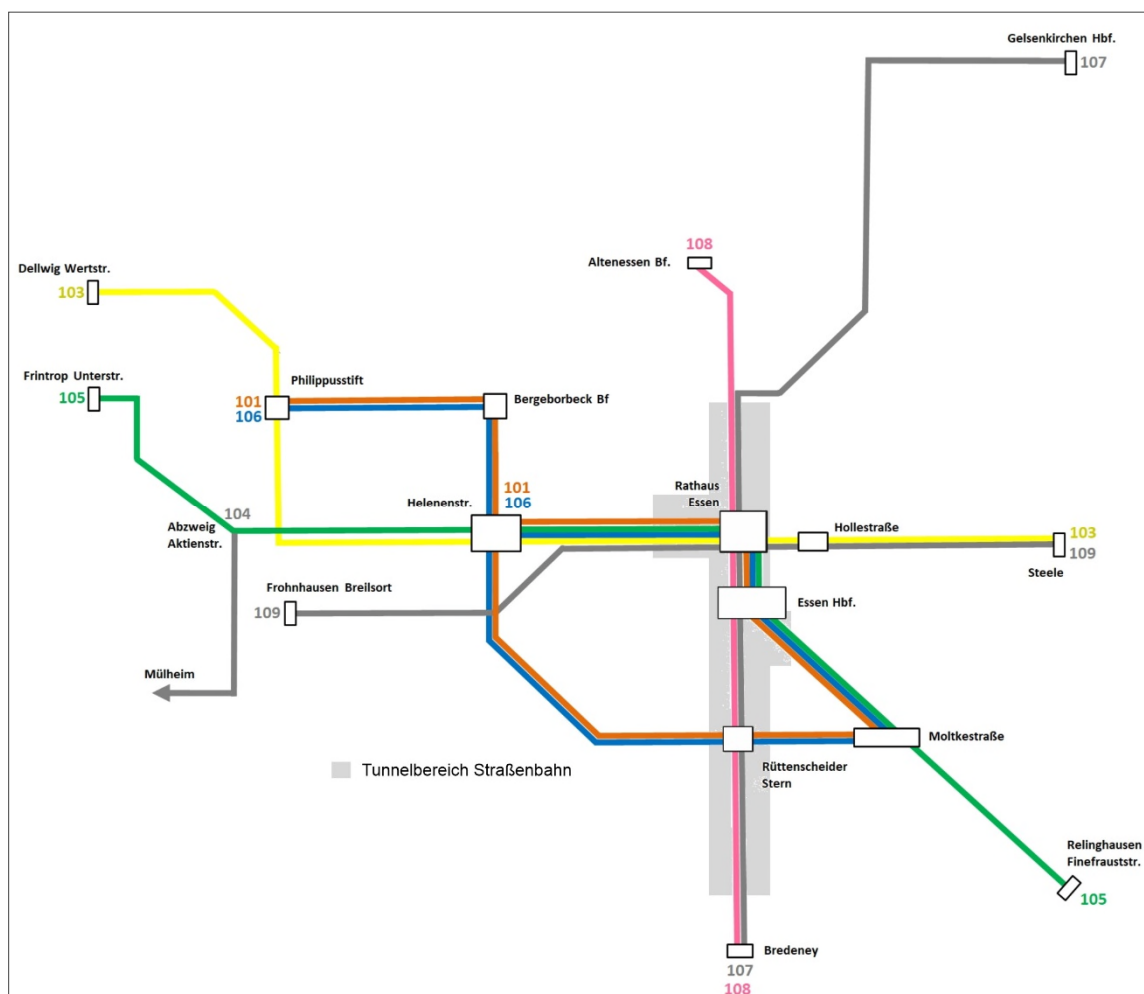 Gelsenkirchen Hbf.
107
108
Altenessen Bf.
Dellwig Wertstr.
103
Frintrop Unterstr.
105
Philippusstift
101
106
Bergeborbeck Bf
101
106
Helenenstr.
Rathaus
Essen
104
Abzweig
Aktienstr.
Hollestraße
103
109
Steele
Frohnhausen Breilsort
109
Essen Hbf.
Mülheim
Moltkestraße
Rüttenscheider
Stern
Tunnelbereich Straßenbahn
Relinghausen
Finefrauststr.
105
Bredeney
107
108